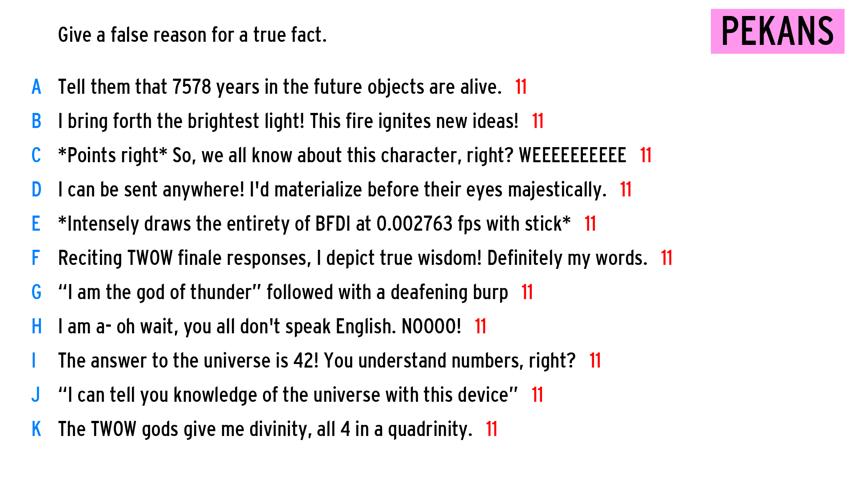 Give a false reason for a true fact.
PEKANS
A Tell them that 7578 years in the future objects are alive. 11
B I bring forth the brightest light! This fire ignites new ideas! 11
C *Points right* So, we all know about this character, right? WEEEEEEEEEE 11
D I can be sent anywhere! I'd materialize before their eyes majestically. 11
E *Intensely draws the entirety of BFDI at 0.002763 fps with stick* 11
F Reciting TWOW finale responses, I depict true wisdom! Definitely my words. 11
G “I am the god of thunder” followed with a deafening burp 11
H I am a- oh wait, you all don't speak English. NOOOO! 11
I The answer to the universe is 42! You understand numbers, right? 11
J “I can tell you knowledge of the universe with this device” 11
K The TWOW gods give me divinity, all 4 in a quadrinity. 11